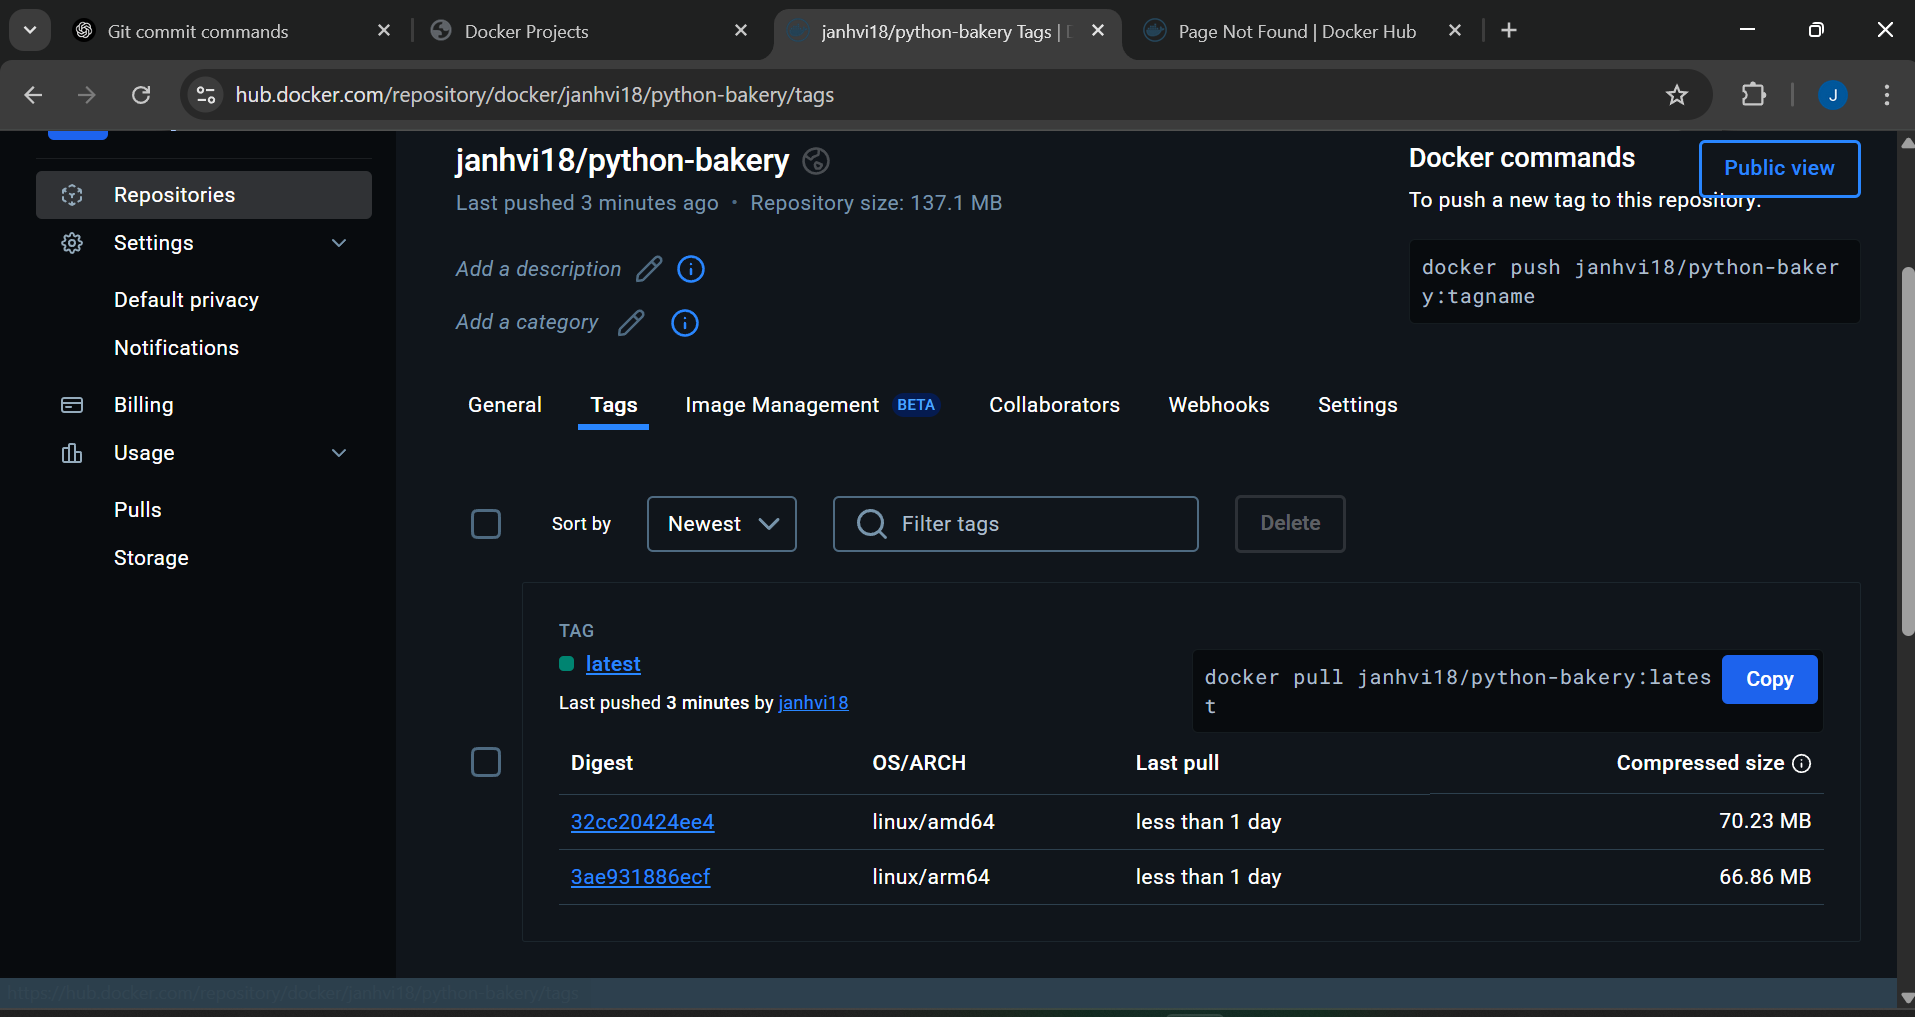 Git commit commands
Docker Projects
janhvi18/python-bakery Tags |
Page Not Found | Docker Hub
hub.docker.com/repository/docker/janhvi18/python-bakery/tags
J
Repositories
Settings
Default privacy
Notifications
Billing
Usage
Pulls
Storage
janhvi18/python-bakery
Last pushed 3 minutes ago • Repository size: 137.1 MB
Add a description
Add a category
Docker commands
Public view
To push a new tag to this repository:
docker push janhvi18/python-baker
y:tagname
General Tags Image Management BETA Collaborators Webhooks Settings
Sort by Newest Filter tags Delete
TAG
latest
Last pushed 3 minutes by janhvi18
docker pull janhvi18/python-bakery:lates
t
Copy
Digest OS/ARCH Last pull Compressed size
32cc20424ee4 linux/amd64 less than 1 day 70.23 MB
3ae931886ecf linux/arm64 less than 1 day 66.86 MB
https://hub.docker.com/repository/docker/janhvi18/python-bakery/tags